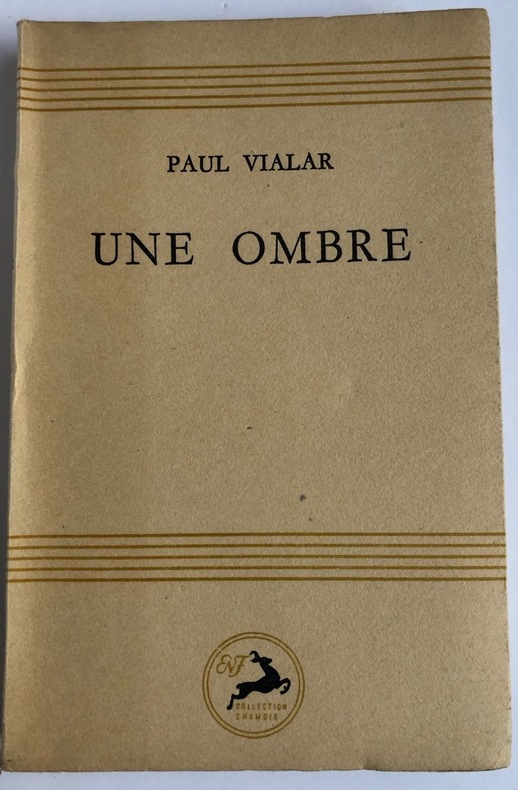 PAUL VIALAR
UNE OMBRE
NF
COLLECTION
CHAMOIS